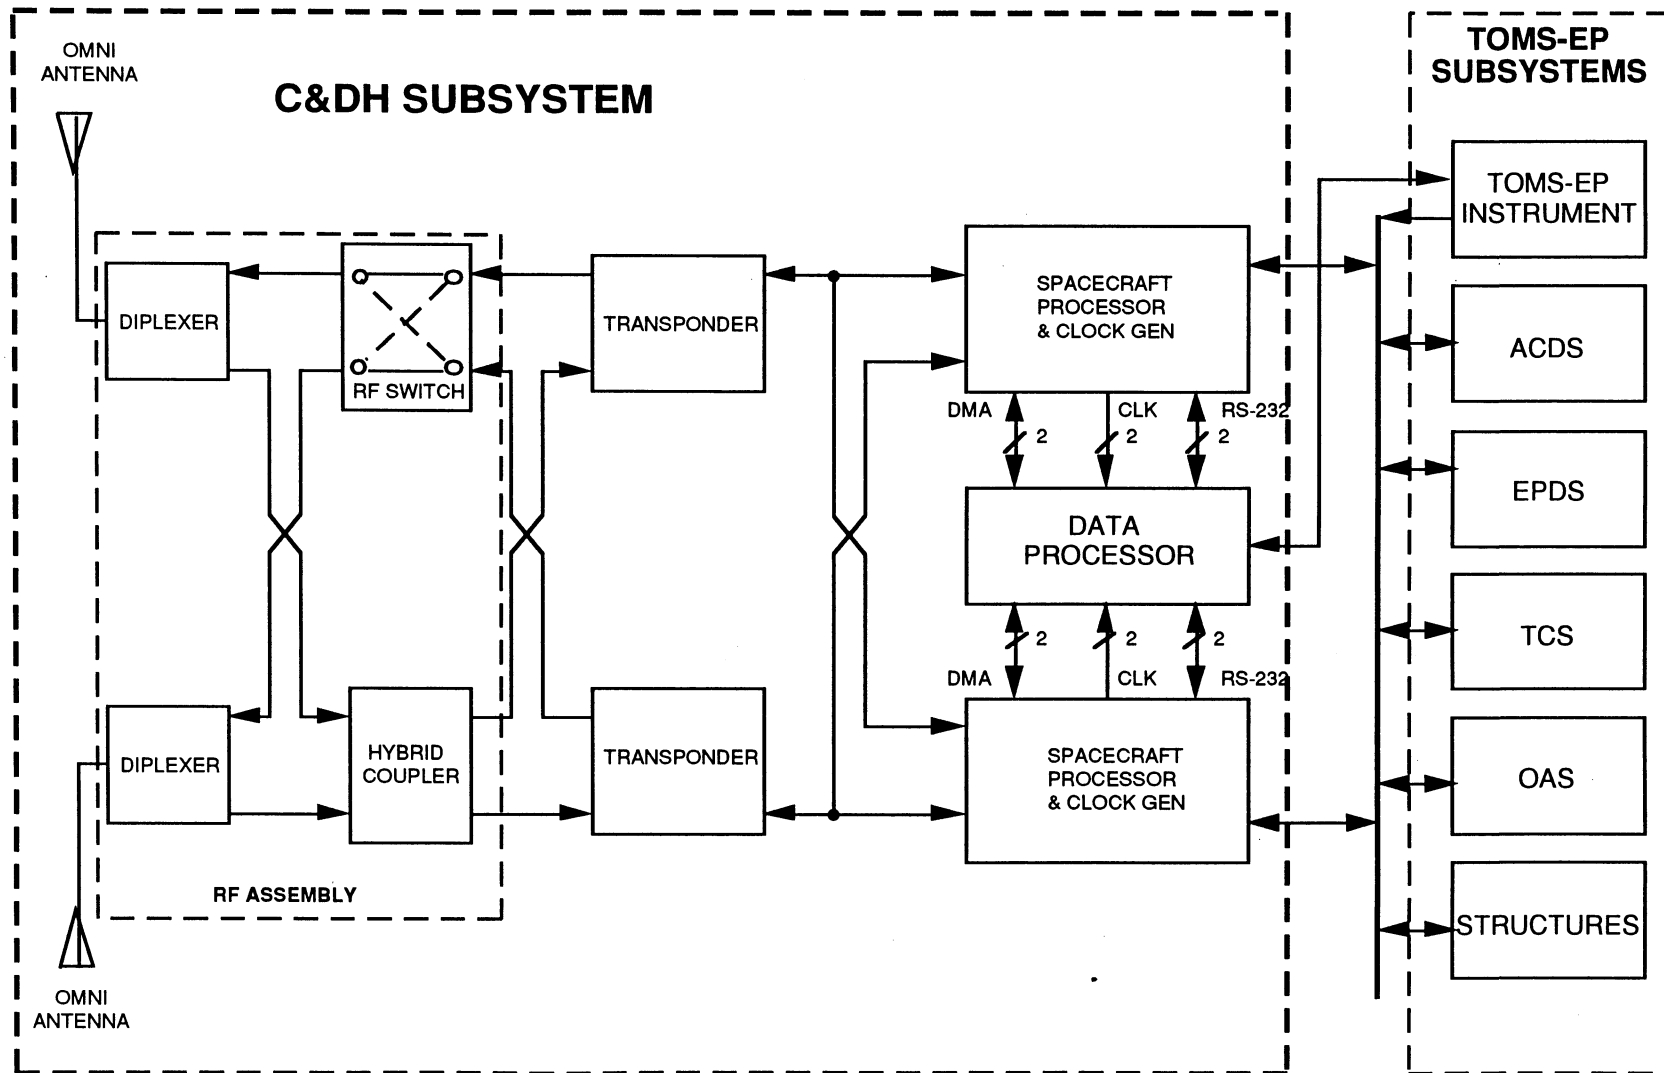 OMNI
ANTENNA
C&DH SUBSYSTEM
TOMS-EP
SUBSYSTEMS
TOMS-EP
INSTRUMENT
DIPLEXER
RF SWITCH
TRANSPONDER
SPACECRAFT
PROCESSOR
& CLOCK GEN
ACDS
DMA
CLK
RS-232
2
2
2
EPDS
DATA
PROCESSOR
TCS
2
2
2
DMA
CLK
RS-232
DIPLEXER
HYBRID
COUPLER
TRANSPONDER
SPACECRAFT
PROCESSOR
& CLOCK GEN
OAS
RF ASSEMBLY
STRUCTURES
OMNI
ANTENNA